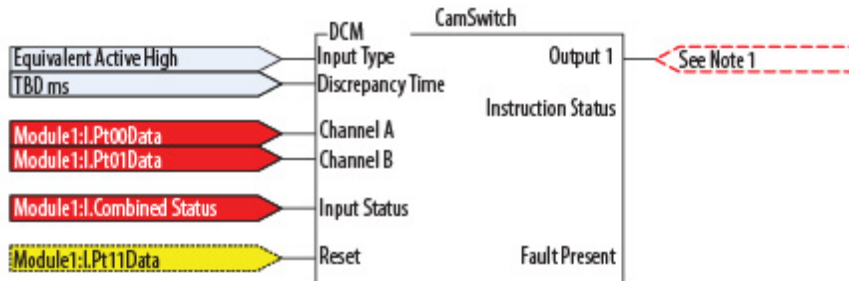 CamSwitch
DCM
Equivalent Active High
Input Type
Output 1
See Note 1
TBD ms
Discrepancy Time
Instruction Status
Module1:I.Pt00Data
Channel A
Module1:I.Pt01Data
Channel B
Module1:I.Combined Status
Input Status
Module1:I.Pt11Data
Reset
Fault Present